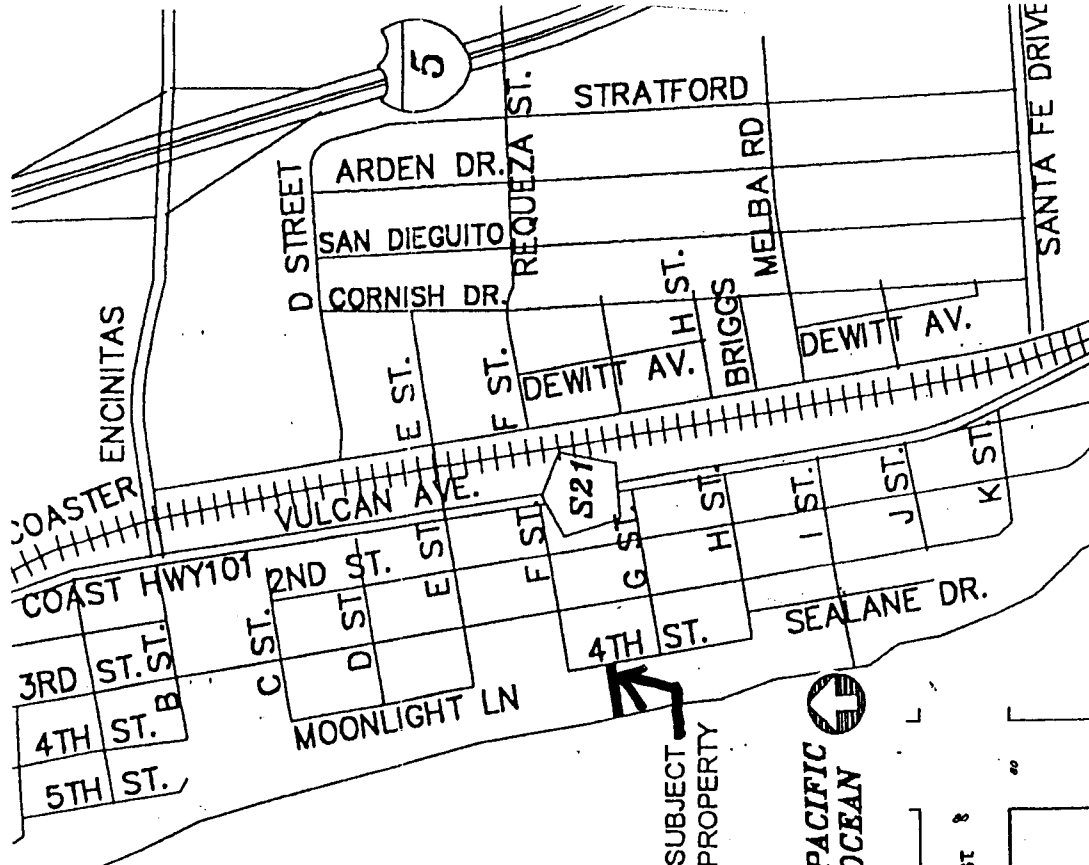 5
STRATFORD
SANTA FE DRIVE
REQUEZA ST.
MELBA RD
D STREET
ARDEN DR.
SAN DIEGUITO
CORNISH DR.
ENCINITAS
H ST.
BRIGGS
DEWITT AV.
DEWITT AV.
E ST.
F ST.
COASTER
VULCAN AVE.
S21
COAST HWY101
2ND ST.
E ST
F ST.
G ST.
H ST.
I ST.
J ST.
K ST.
3RD ST.
B ST.
C ST.
D ST
4TH ST.
SEALANE DR.
4TH ST.
MOONLIGHT LN
5TH ST.
SUBJECT
PROPERTY
PACIFIC
OCEAN